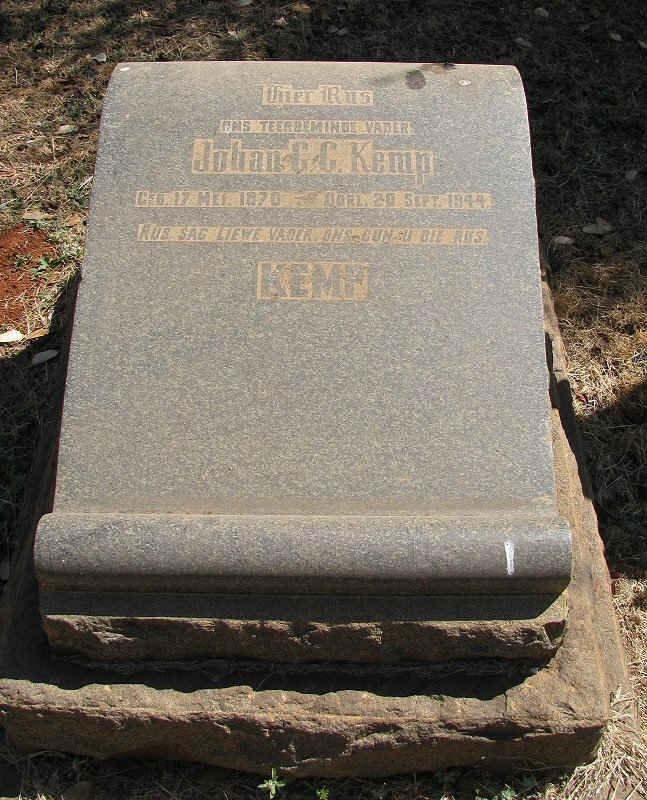 Hier Rus
ONS TEERBEMINDE VADER
Johan C. C. Kemp
GEB. 17 MEI. 1870 — OORL. 20 SEPT. 1944.
RUS SAG LIEWE VADER. ONS GUN U DIE RUS
KEMP